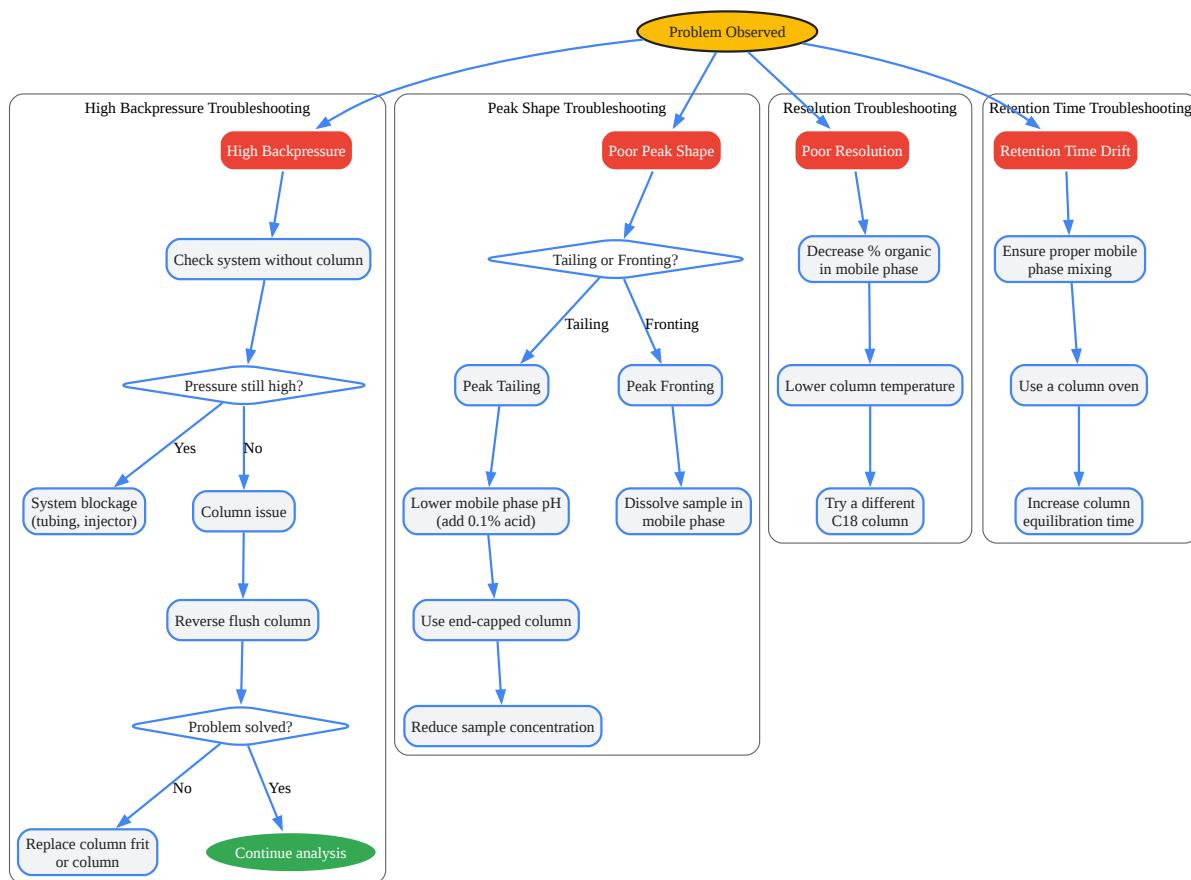 Problem Observed
High Backpressure Troubleshooting
High Backpressure
Check system without column
Pressure still high?
Yes
No
System blockage
(tubing, injector)
Column issue
Reverse flush column
Problem solved?
No
Yes
Replace column frit
or column
Continue analysis
Peak Shape Troubleshooting
Poor Peak Shape
Tailing or Fronting?
Tailing
Fronting
Peak Tailing
Peak Fronting
Lower mobile phase pH
(add 0.1% acid)
Dissolve sample in
mobile phase
Use end-capped column
Reduce sample concentration
Resolution Troubleshooting
Poor Resolution
Decrease % organic
in mobile phase
Lower column temperature
Try a different
C18 column
Retention Time Troubleshooting
Retention Time Drift
Ensure proper mobile
phase mixing
Use a column oven
Increase column
equilibration time